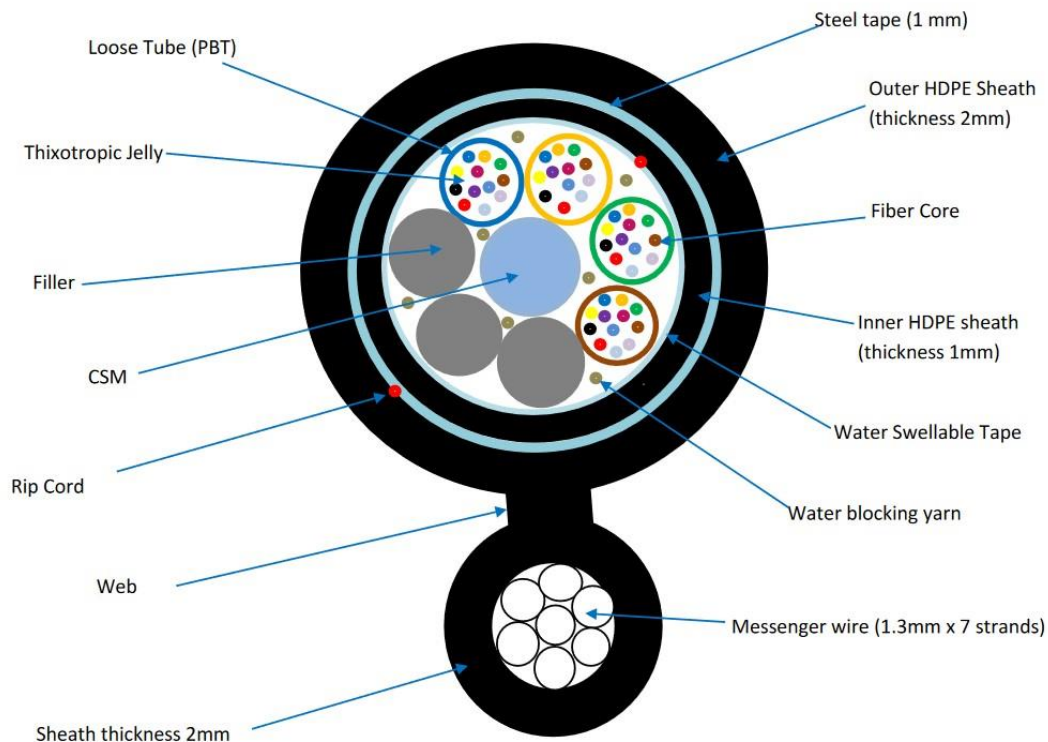 Steel tape (1 mm)
Loose Tube (PBT)
Outer HDPE Sheath
(thickness 2mm)
Thixotropic Jelly
Fiber Core
Filler
Inner HDPE sheath
(thickness 1mm)
CSM
Water Swellable Tape
Rip Cord
Water blocking yarn
Web
Messenger wire (1.3mm x 7 strands)
Sheath thickness 2mm